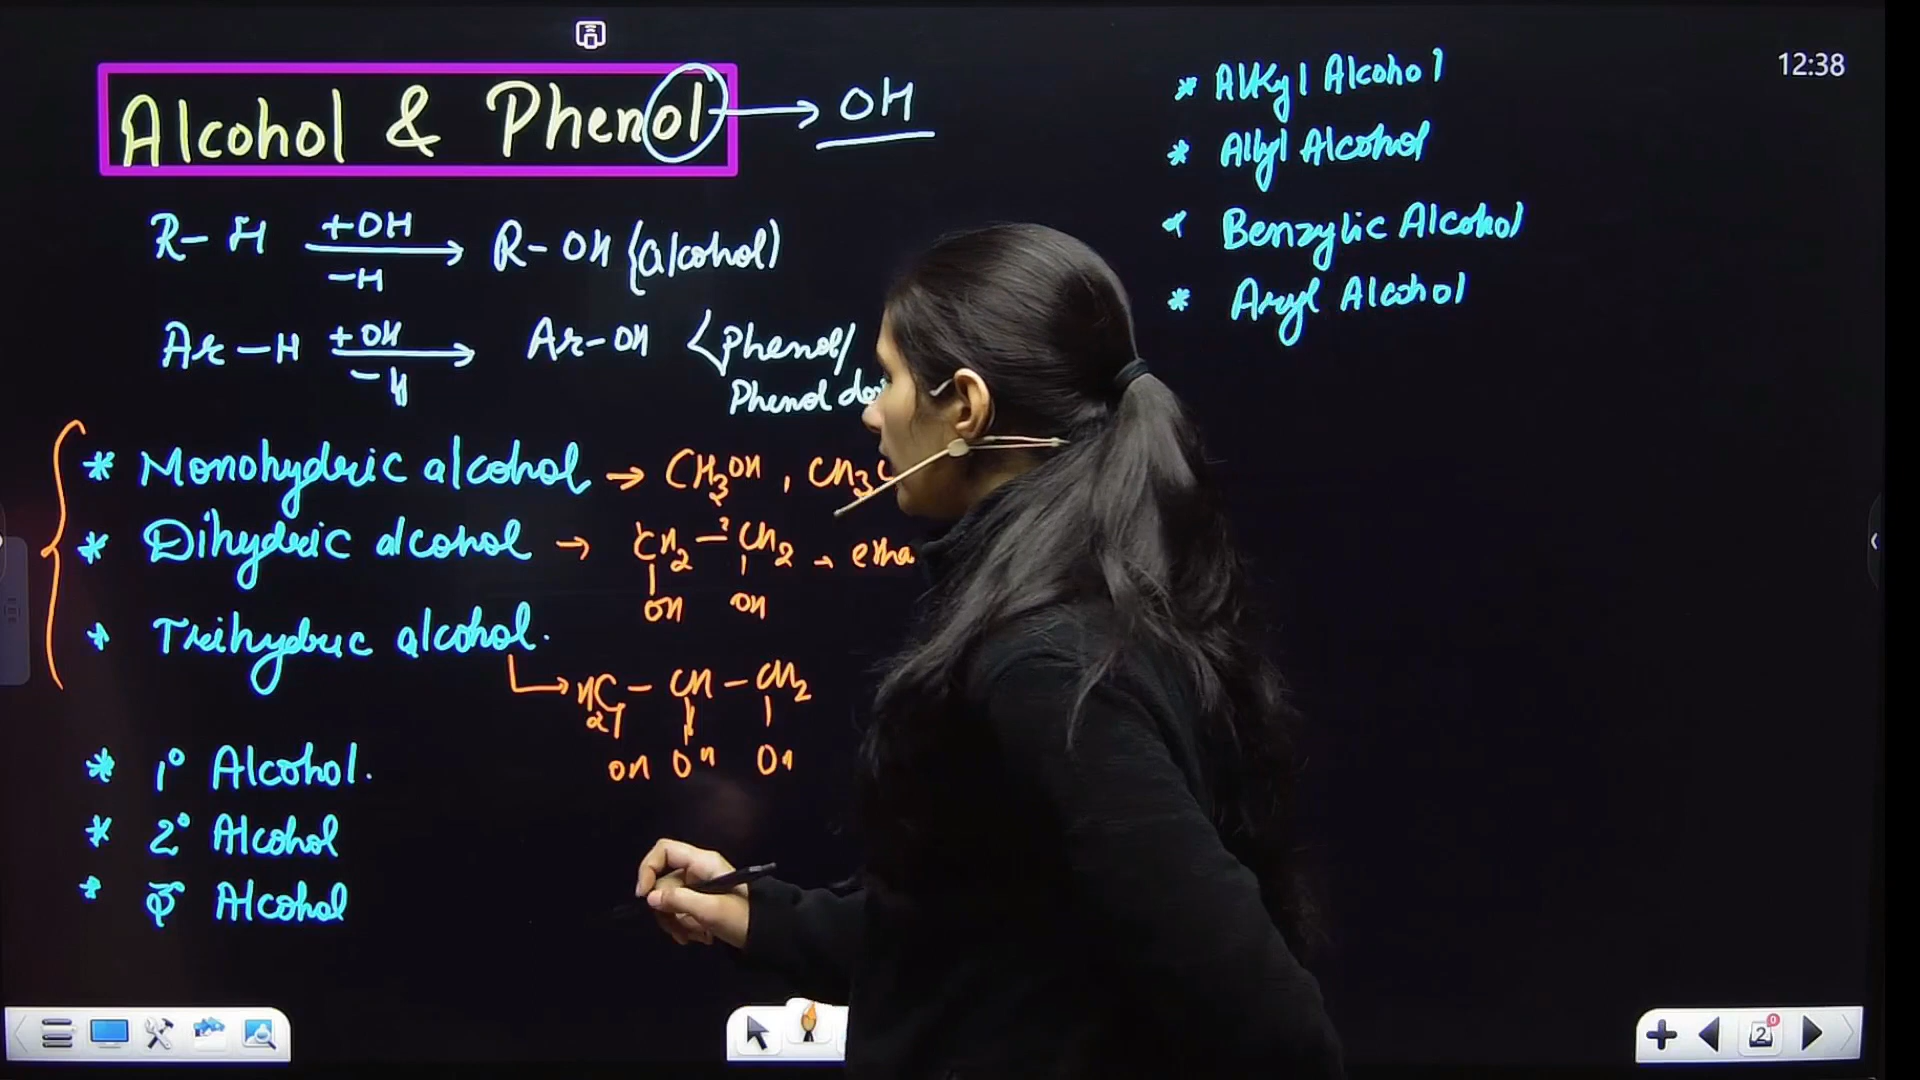 Alcohol & Phenol → OH
R-H +OH -H → R-OH {alcohol)
Ar-H +OH -H → Ar-OH <Phenol/
Phenol
* Monohydric alcohol → CH3OH, CH3
* Dihydric alcohol → CH2-CH2 →
OH OH
* Trihydric alcohol.
→ H2C-CH-CH2
OH OH
* 1° Alcohol.
* 2° Alcohol
* 3° Alcohol
* Alkyl Alcohol
* Allyl Alcohol
* Benzylic Alcohol
* Aryl Alcohol
12:38
2
0